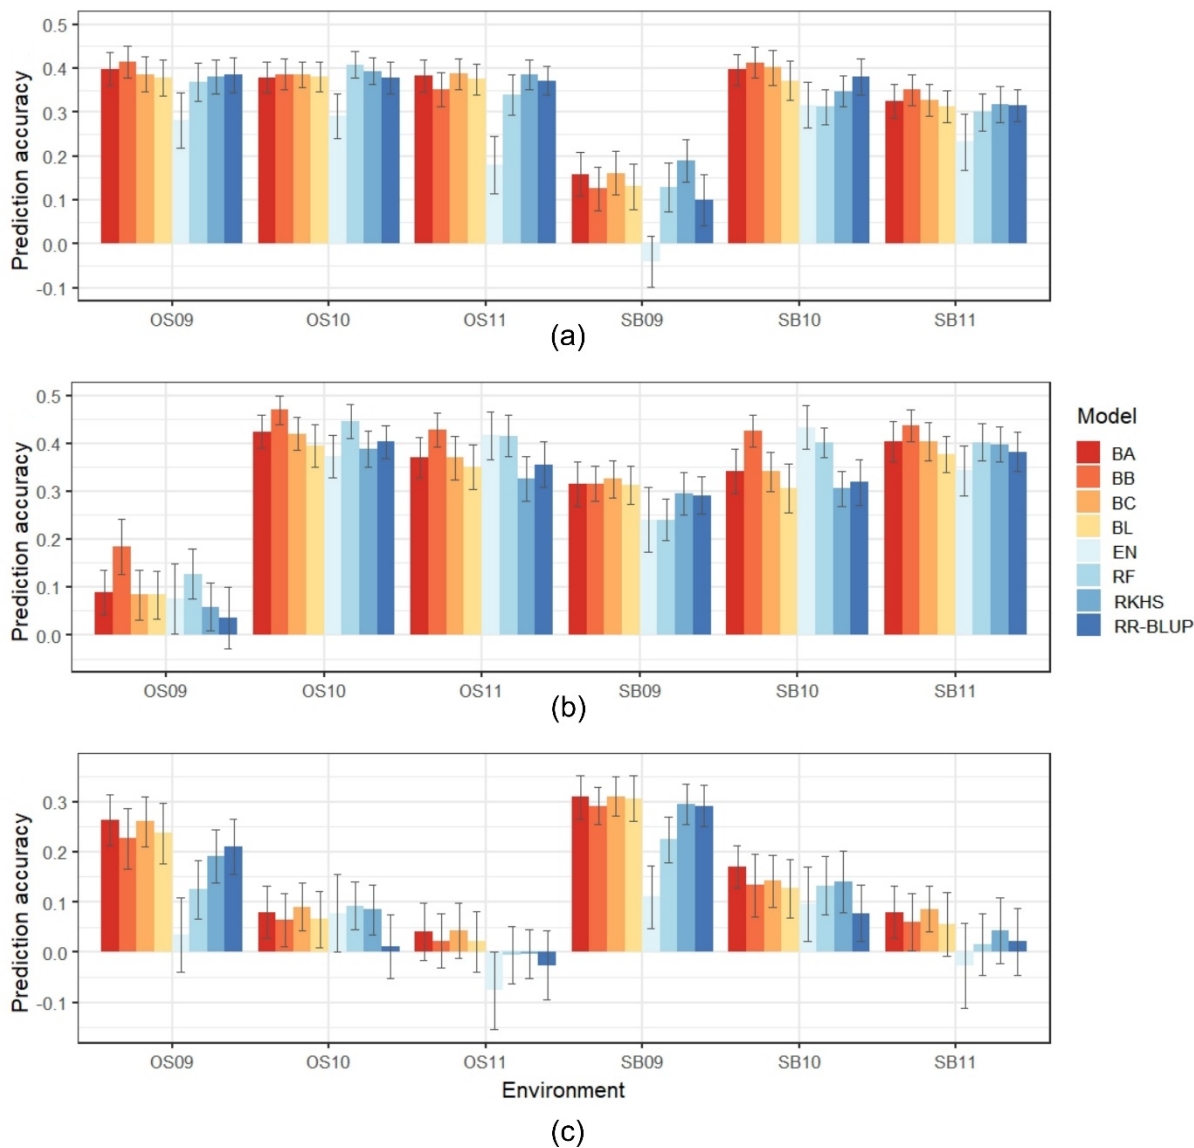 0.5
0.4
0.3
0.2
0.1
0.0
-0.1
Prediction accuracy
OS09 OS10 OS11 SB09 SB10 SB11
(a)
0.5
0.4
0.3
0.2
0.1
0.0
Prediction accuracy
OS09 OS10 OS11 SB09 SB10 SB11
(b)
Model
BA
BB
BC
BL
EN
RF
RKHS
RR-BLUP
0.3
0.2
0.1
0.0
-0.1
Prediction accuracy
OS09 OS10 OS11 SB09 SB10 SB11
Environment
(c)